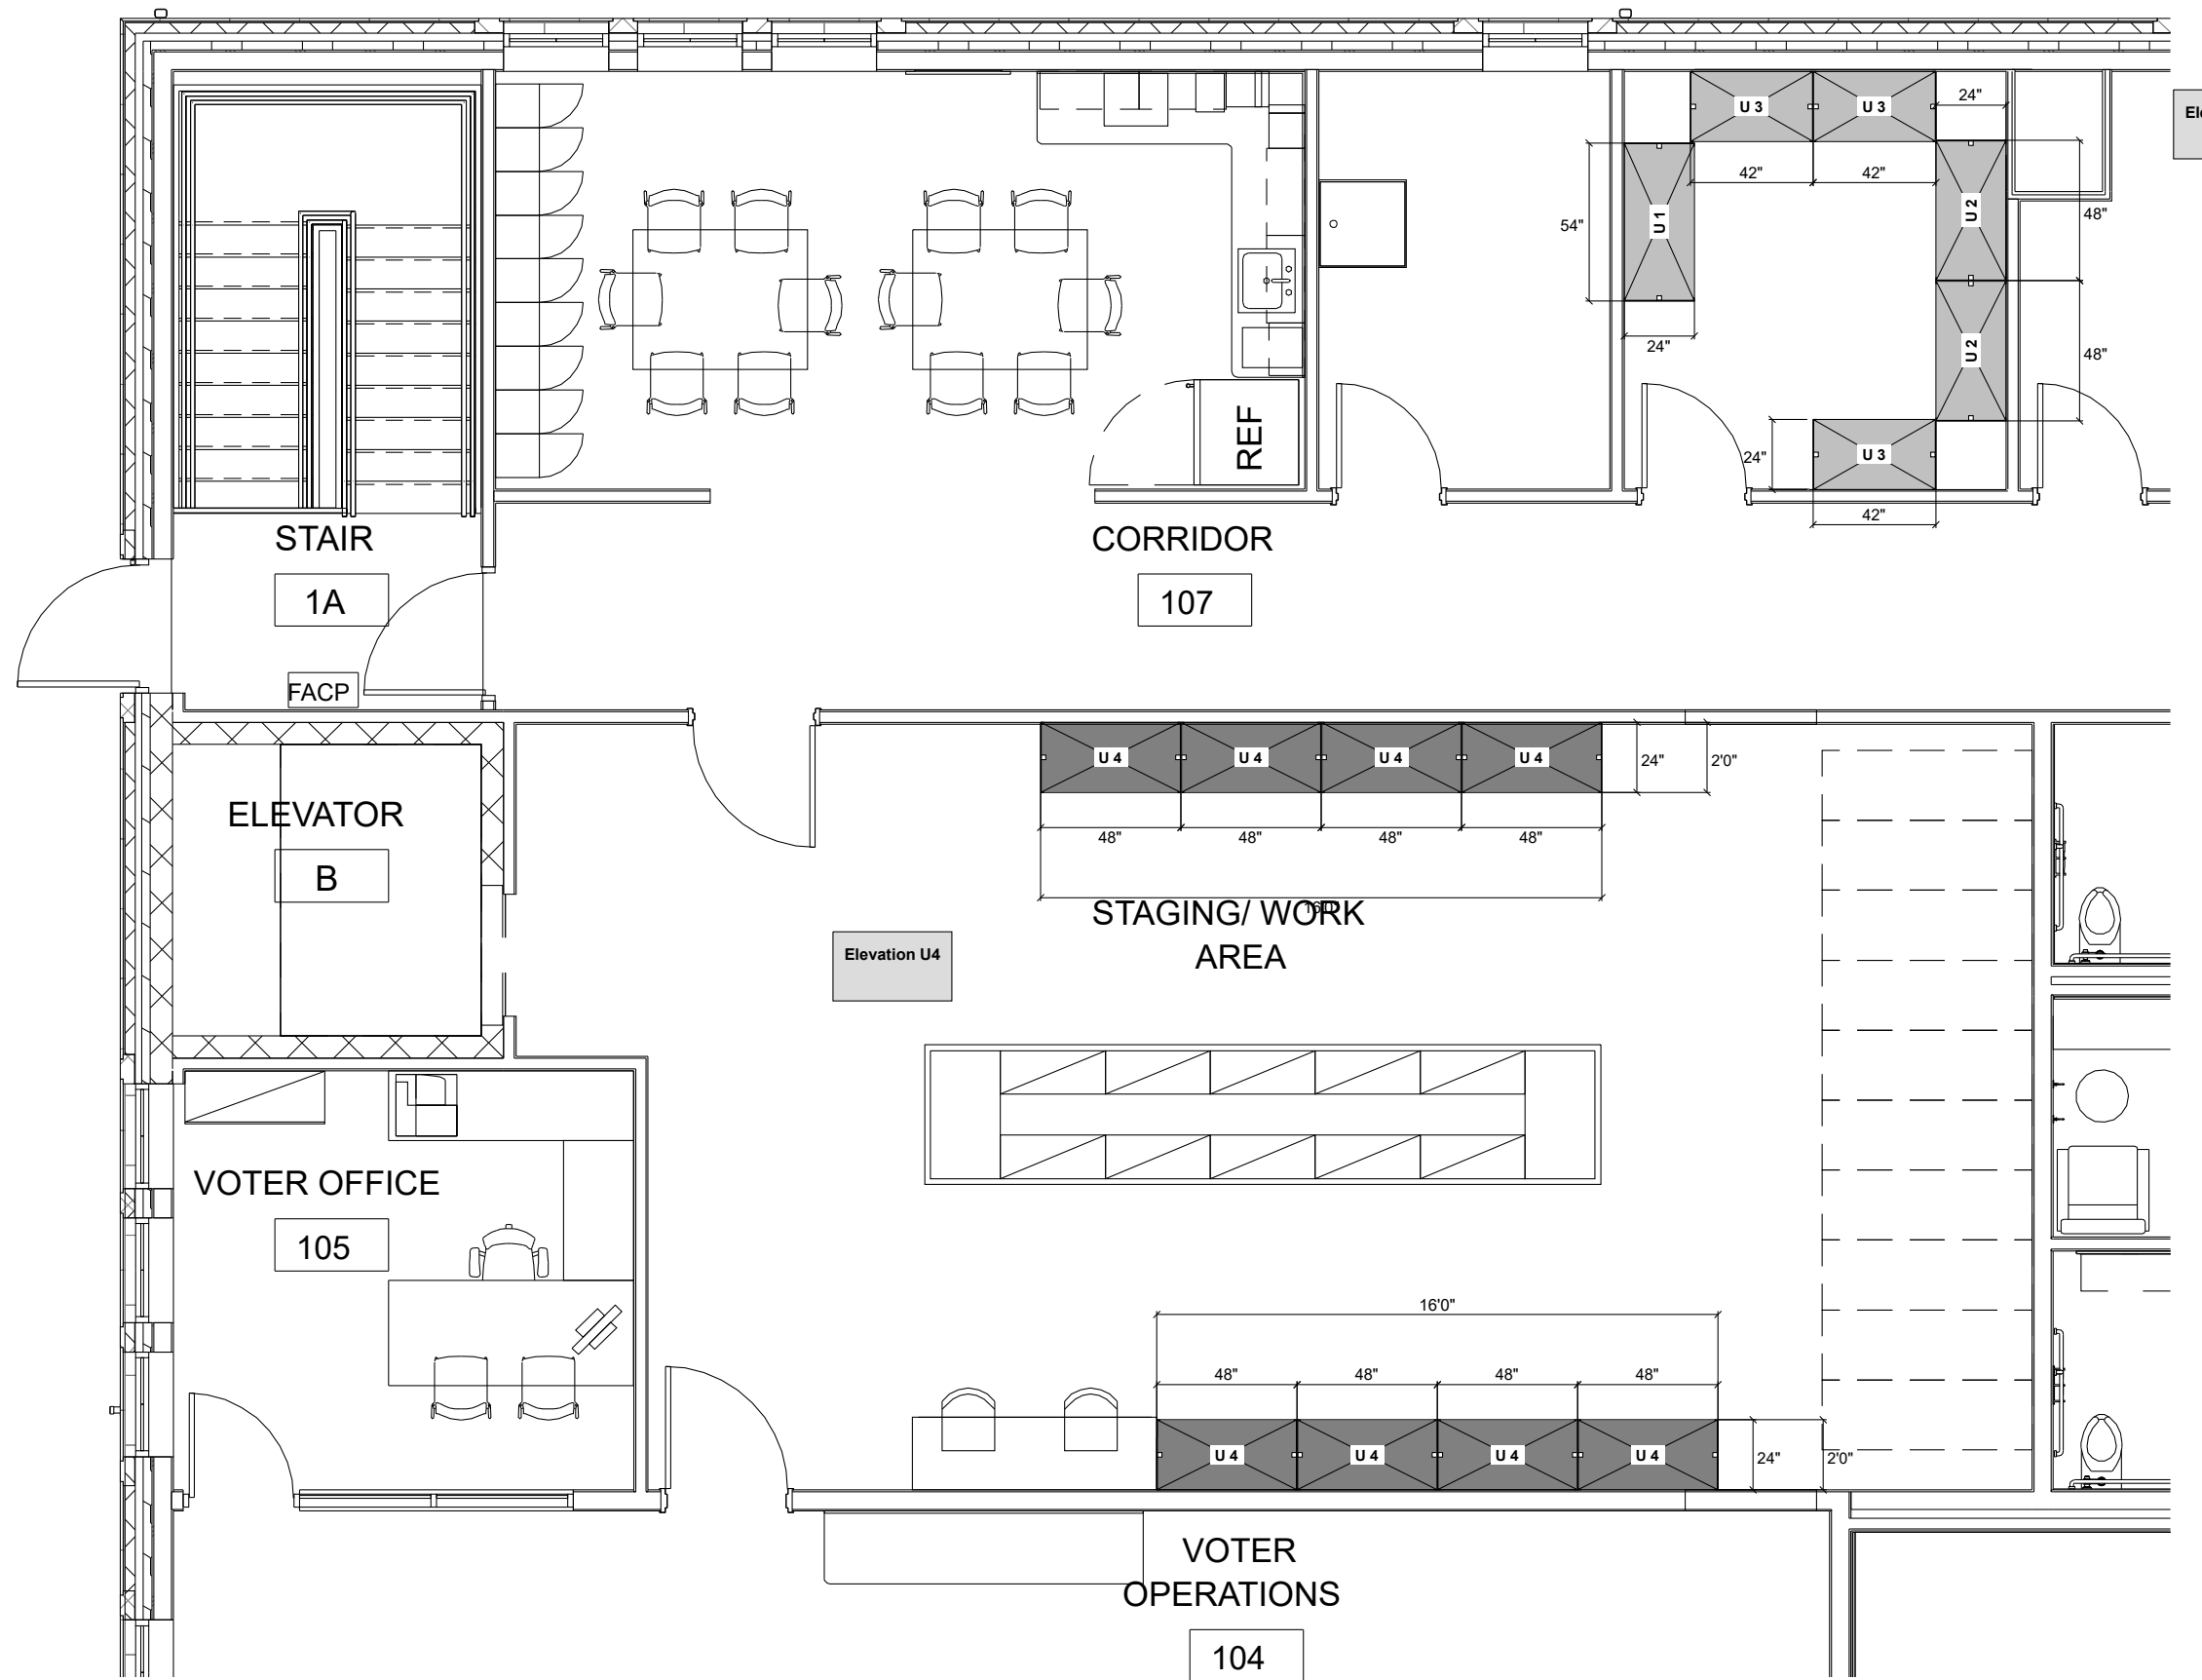 U 3
U 3
24"
Ele
42"
42"
54"
U 1
U 2
48"
24"
U 2
48"
REF
24"
U 3
42"
STAIR
1A
CORRIDOR
107
FACP
U 4
U 4
U 4
U 4
24"
2'0"
48"
48"
48"
48"
16'0"
ELEVATOR
B
STAGING/ WORK
AREA
Elevation U4
VOTER OFFICE
105
16'0"
48"
48"
48"
48"
U 4
U 4
U 4
U 4
24"
2'0"
VOTER
OPERATIONS
104